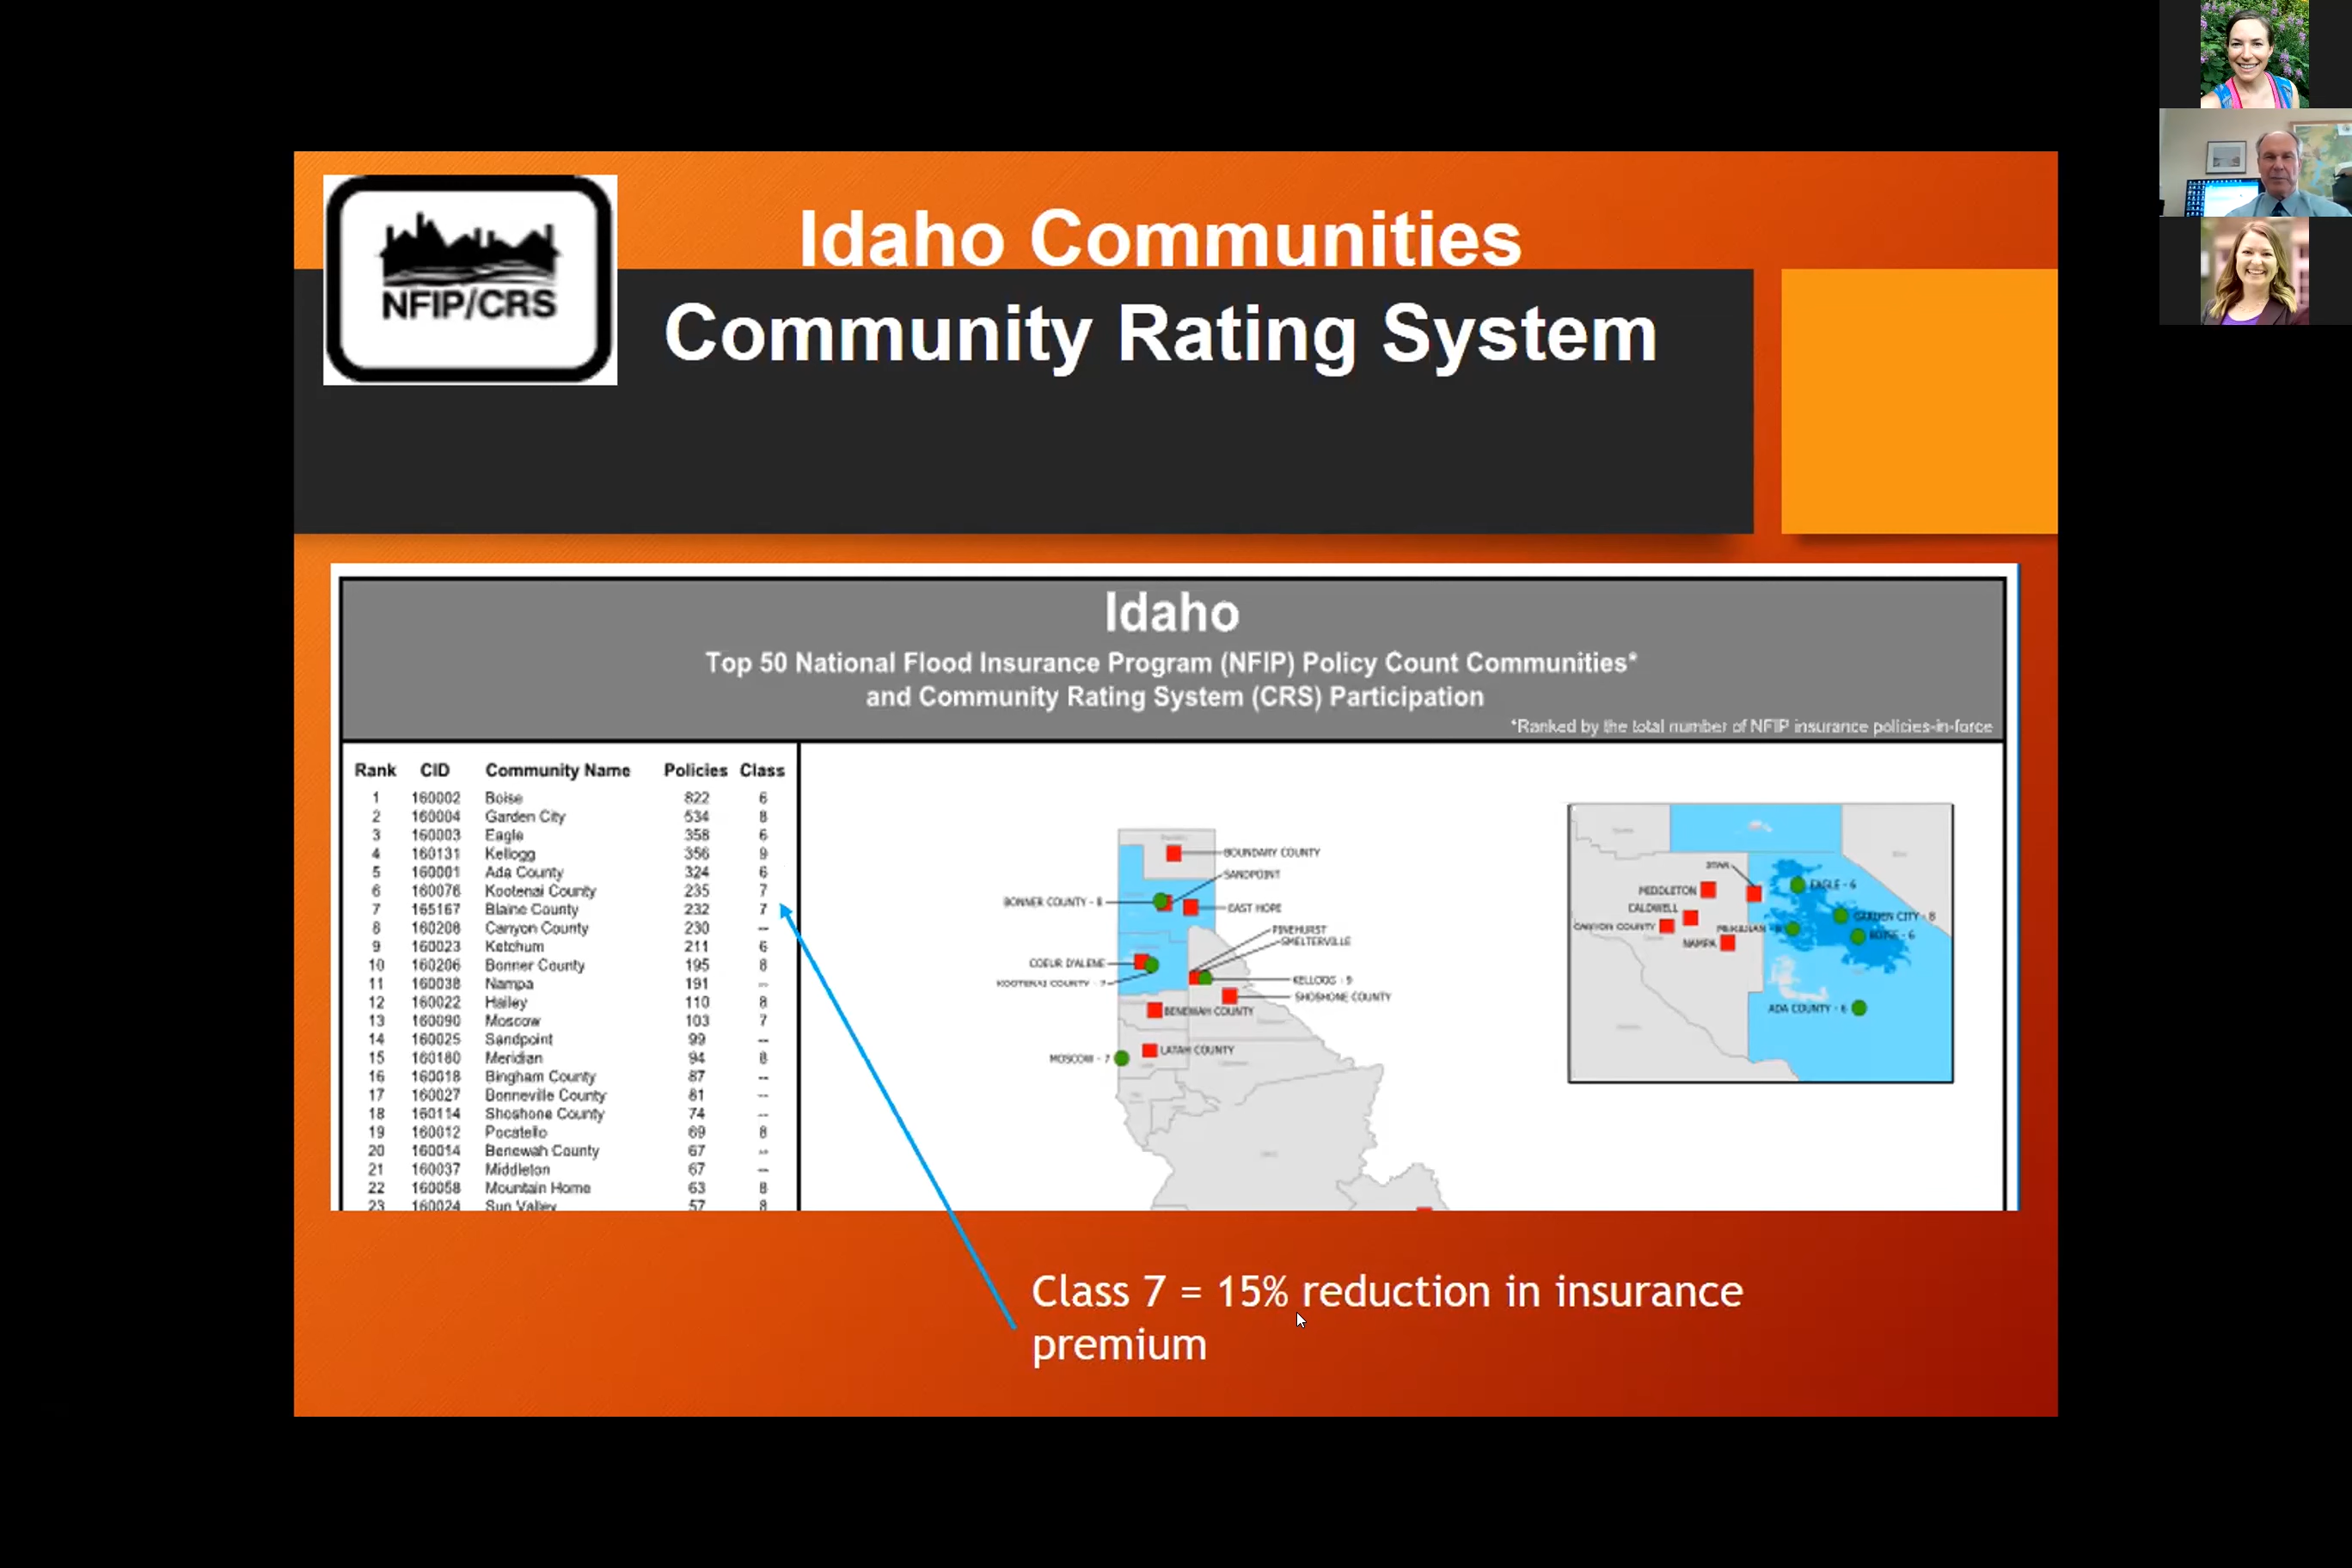 NFIP/CRS
Idaho Communities
Community Rating System
Idaho
Top 50 National Flood Insurance Program (NFIP) Policy Count Communities*
and Community Rating System (CRS) Participation
*Ranked by the total number of NFIP insurance policies-in-force
Rank CID Community Name Policies Class
1 160002 Boise 822 6
2 160004 Garden City 534 8
3 160003 Eagle 358 6
4 160131 Kellogg 356 9
5 160001 Ada County 324 6
6 160076 Kootenai County 235 7
7 165167 Blaine County 232 7
8 160208 Canyon County 230 --
9 160023 Ketchum 211 6
10 160206 Bonner County 195 8
11 160038 Nampa 191 --
12 160022 Hailey 110 8
13 160090 Moscow 103 7
14 160025 Sandpoint 99 --
15 160180 Meridian 94 8
16 160018 Bingham County 87 --
17 160027 Bonneville County 81 --
18 160114 Shoshone County 74 --
19 160012 Pocatello 69 8
20 160014 Benewah County 67 --
21 160037 Middleton 67 --
22 160058 Mountain Home 63 8
23 160024 Sun Valley 57 8
BOUNDARY COUNTY
SANDPOINT
BONNER COUNTY - 8
EAST HOPE
PINEHURST
SMELTERVILLE
COEUR D'ALENE
KOOTENAI COUNTY - 7
KELLOGG - 9
SHOSHONE COUNTY
BENEWAH COUNTY
LATAH COUNTY
MOSCOW - 7
STAR
EAGLE - 6
MIDDLETON
CALDWELL
GARDEN CITY - 8
CANYON COUNTY
MERIDIAN - 8
BOISE - 6
NAMPA
ADA COUNTY - 6
Class 7 = 15% reduction in insurance
premium